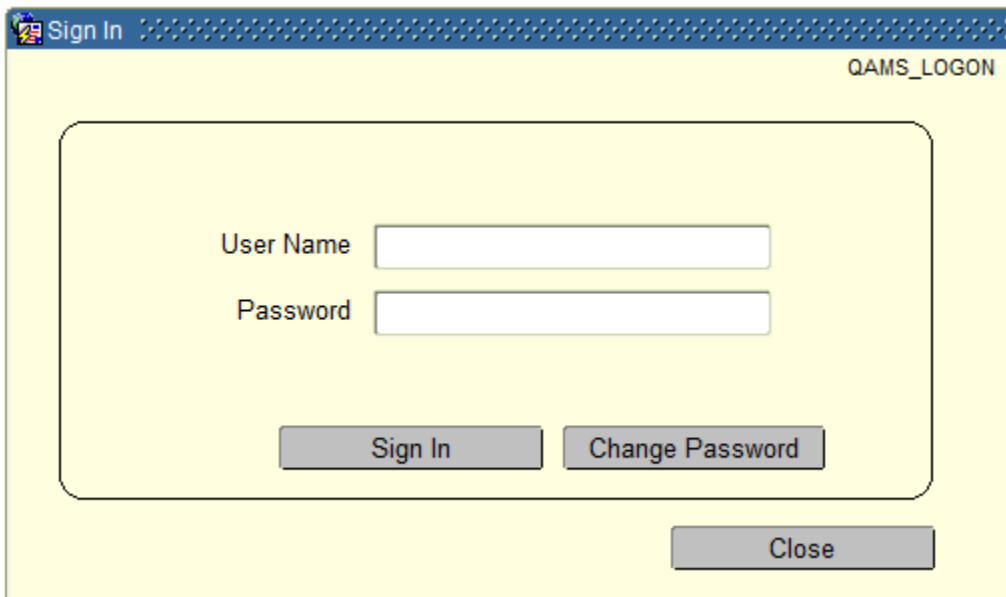 Sign In
QAMS_LOGON
User Name
Password
Sign In Change Password
Close